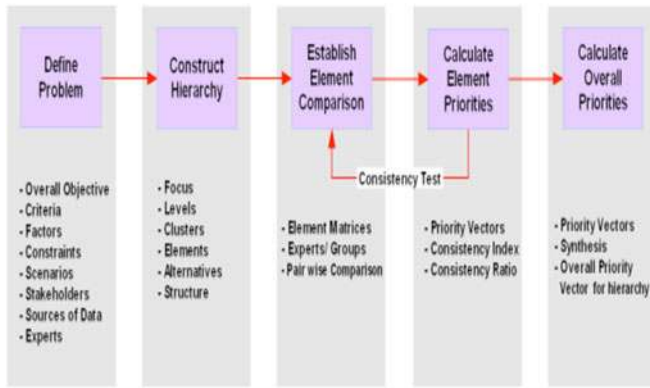 Define
Problem
Construct
Hierarchy
Establish
Element
Comparison
Calculate
Element
Priorities
Calculate
Overall
Priorities
Consistency Test
- Overall Objective
- Criteria
- Factors
- Constraints
- Scenarios
- Stakeholders
- Sources of Data
- Experts
- Focus
- Levels
- Clusters
- Elements
- Alternatives
- Structure
- Element Matrices
- Experts/ Groups
- Pair wise Comparison
- Priority Vectors
- Consistency Index
- Consistency Ratio
- Priority Vectors
- Synthesis
- Overall Priority
Vector for hierarchy